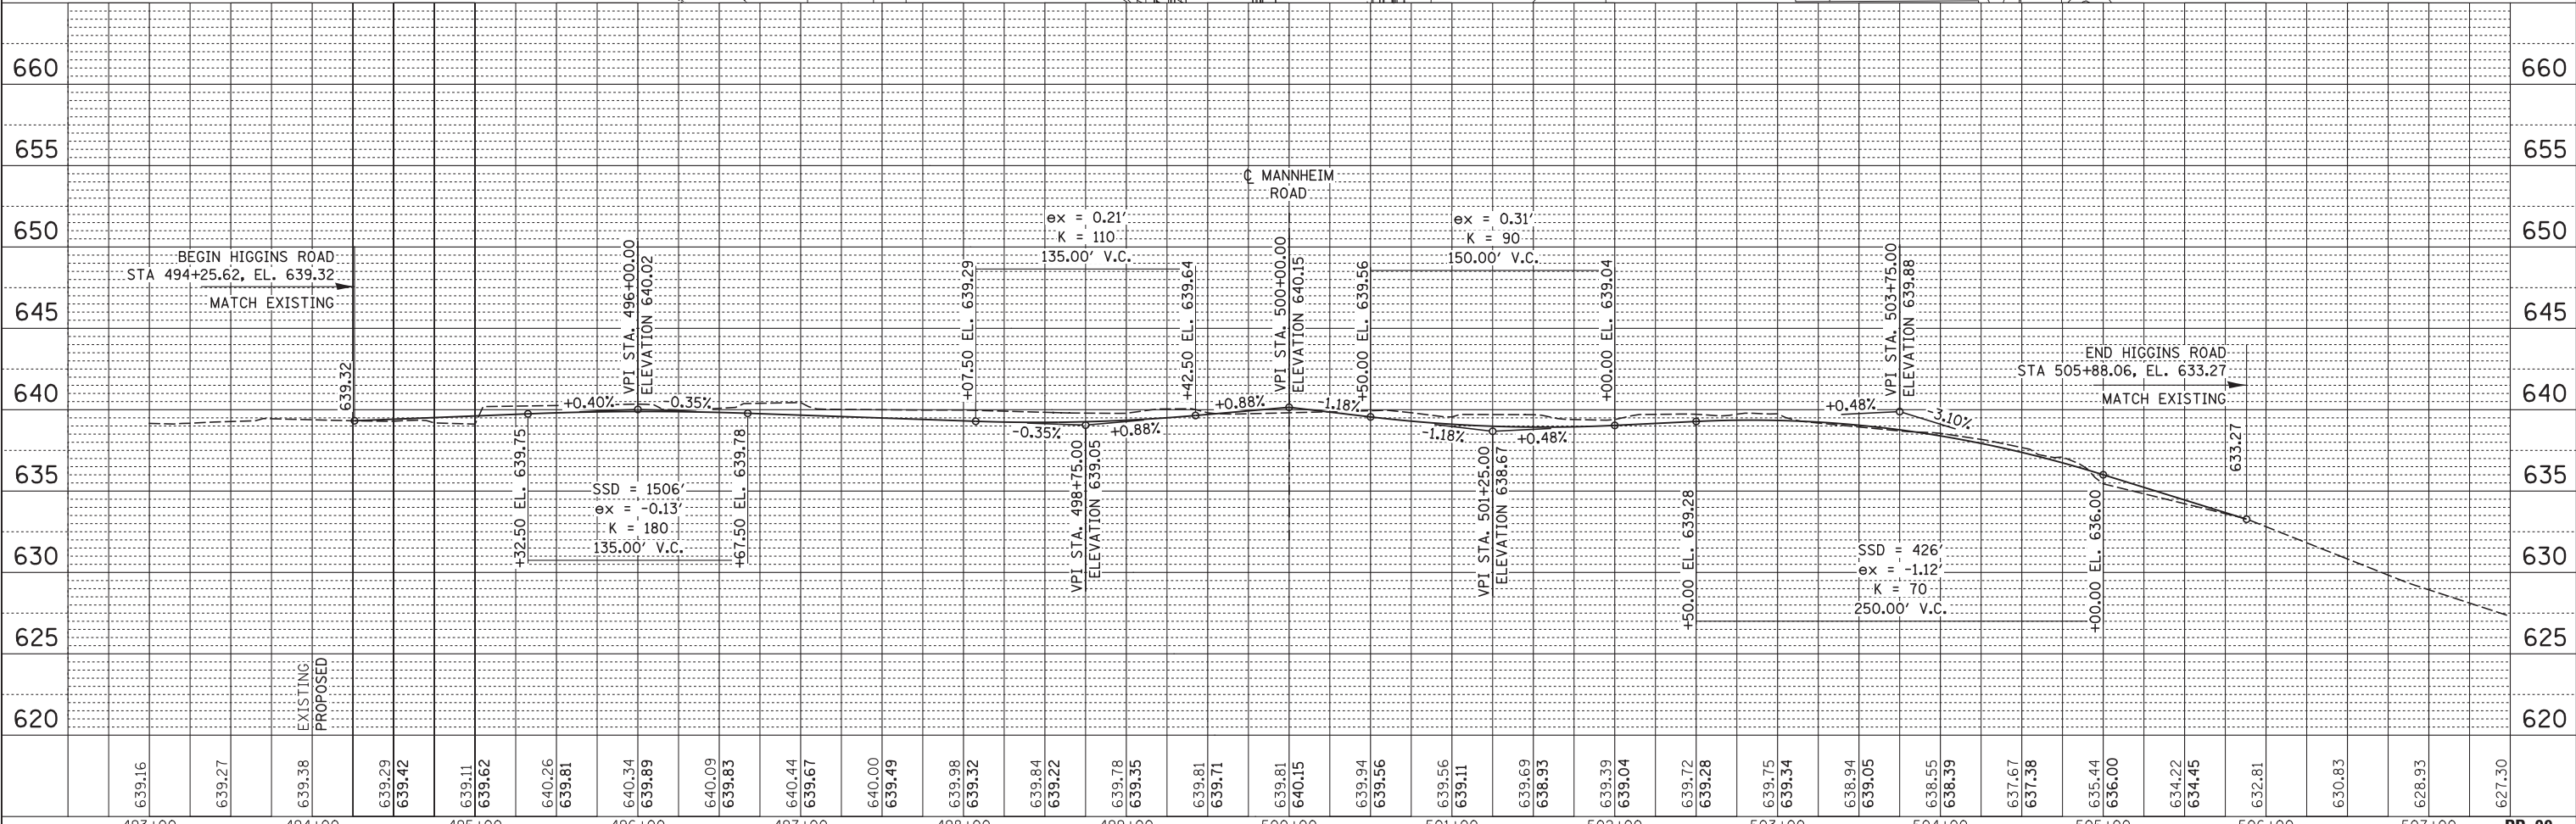 660
655
650
645
640
635
630
625
620
660
655
650
645
640
635
630
625
620
BEGIN HIGGINS ROAD
STA 494+25.62, EL. 639.32
MATCH EXISTING
639.32
EXISTING
PROPOSED
+32.50 EL. 639.75
+0.40%
VPI STA. 496+00.00
ELEVATION 640.02
-0.35%
SSD = 1506'
ex = -0.13'
K = 180
135.00' V.C.
+67.50 EL. 639.78
+07.50 EL. 639.29
ex = 0.21'
K = 110
135.00' V.C.
-0.35%
VPI STA. 498+75.00
ELEVATION 639.05
+0.88%
+42.50 EL. 639.64
+0.88%
℄ MANNHEIM
ROAD
VPI STA. 500+00.00
ELEVATION 640.15
-1.18%
+50.00 EL. 639.56
ex = 0.31'
K = 90
150.00' V.C.
-1.18%
VPI STA. 501+25.00
ELEVATION 638.67
+0.48%
+00.00 EL. 639.04
+50.00 EL. 639.28
+0.48%
VPI STA. 503+75.00
ELEVATION 639.88
-3.10%
SSD = 426'
ex = -1.12'
K = 70
250.00' V.C.
+00.00 EL. 636.00
END HIGGINS ROAD
STA 505+88.06, EL. 633.27
MATCH EXISTING
633.27
639.16
639.27
639.38
639.29
639.42
639.11
639.62
640.26
639.81
640.34
639.89
640.09
639.83
640.44
639.67
640.00
639.49
639.98
639.32
639.84
639.22
639.78
639.35
639.81
639.71
639.81
640.15
639.94
639.56
639.56
639.11
639.69
638.93
639.39
639.04
639.72
639.28
639.75
639.34
638.94
639.05
638.55
638.39
637.67
637.38
635.44
636.00
634.22
634.45
632.81
630.83
628.93
627.30